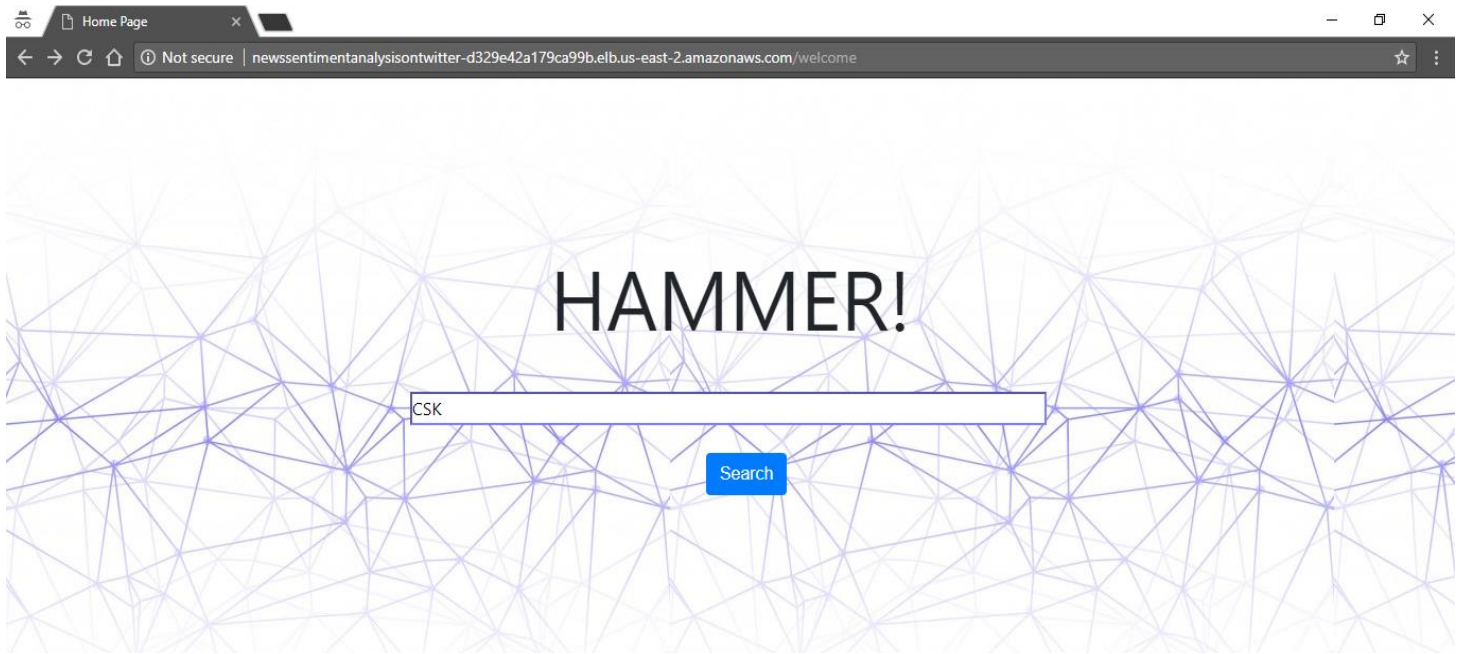 Home Page
Not secure | newssentimentanalysisontwitter-d329e42a179ca99b.elb.us-east-2.amazonaws.com/welcome
HAMMER!
CSK
Search